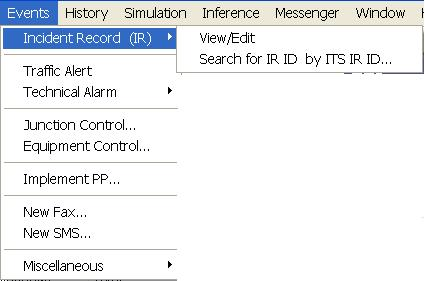 Events History Simulation Inference Messenger Window
Incident Record (IR)
View/Edit
Search for IR ID by ITS IR ID...
Traffic Alert
Technical Alarm
Junction Control...
Equipment Control...
Implement PP...
New Fax...
New SMS...
Miscellaneous